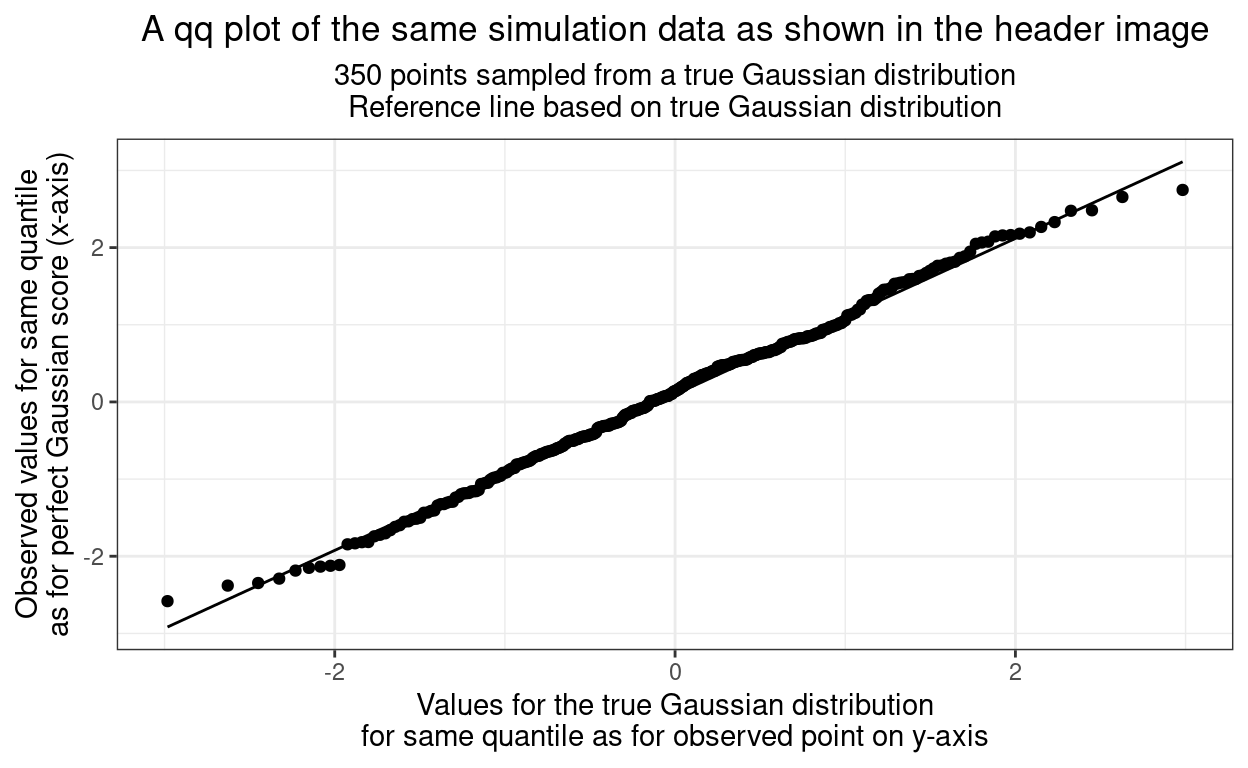 A qq plot of the same simulation data as shown in the header image
350 points sampled from a true Gaussian distribution
Reference line based on true Gaussian distribution
Observed values for same quantile
as for perfect Gaussian score (x-axis)
2
0
-2
-2
0
2
Values for the true Gaussian distribution
for same quantile as for observed point on y-axis